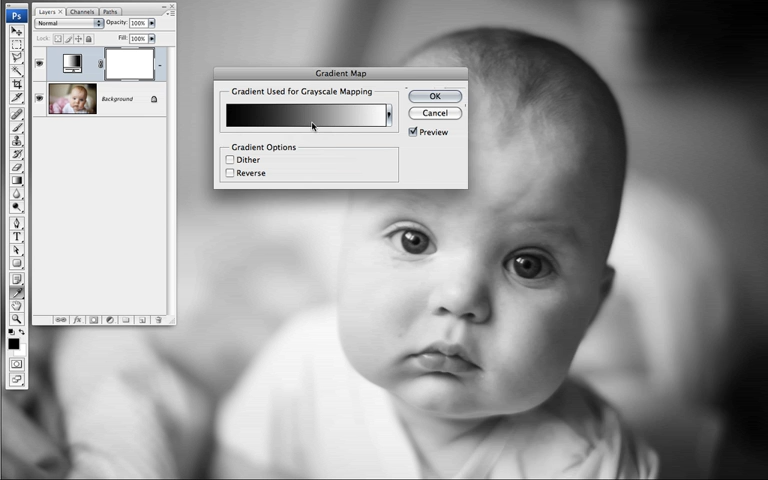 Ps
Layers x Channels Paths
Normal Opacity: 100%
Lock: Fill: 100%
Background
Gradient Map
Gradient Used for Grayscale Mapping
OK
Cancel
Preview
Gradient Options
Dither
Reverse
T
fx